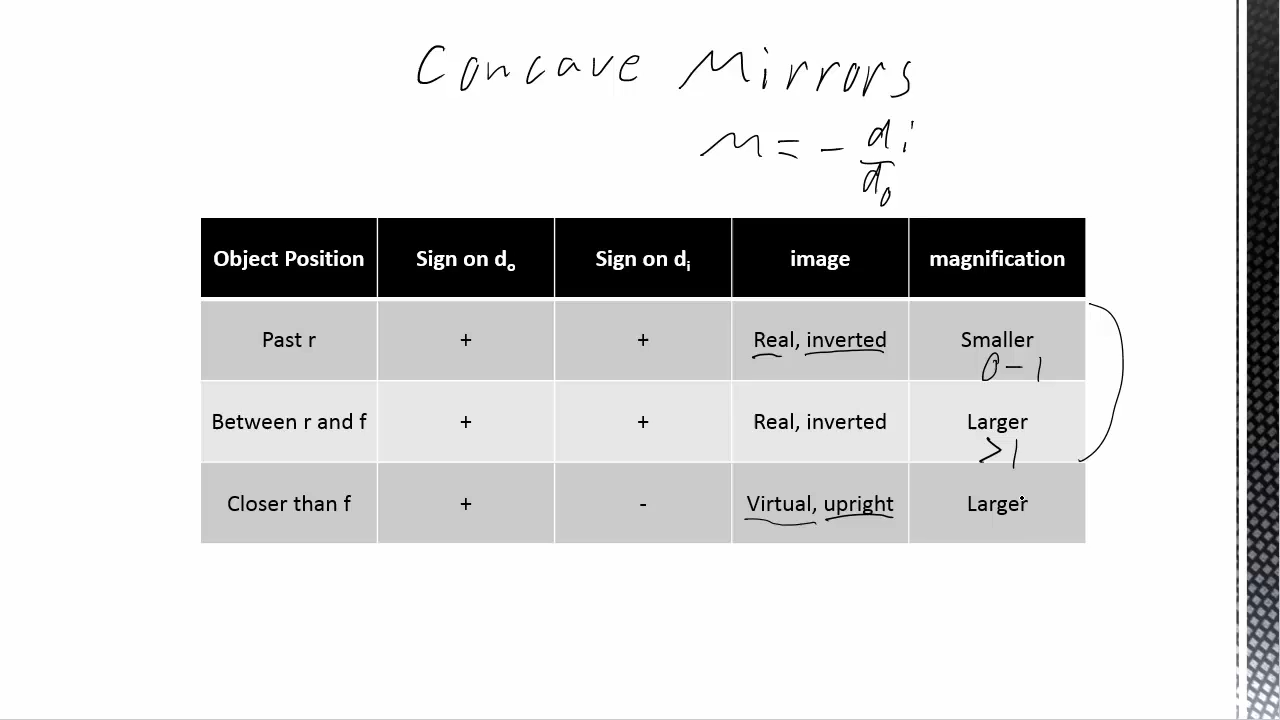 Concave Mirrors
M = - di/do
Object Position Sign on do Sign on di image magnification
Past r + + Real, inverted Smaller
0 - 1
Between r and f + + Real, inverted Larger
> 1
Closer than f + - Virtual, upright Larger